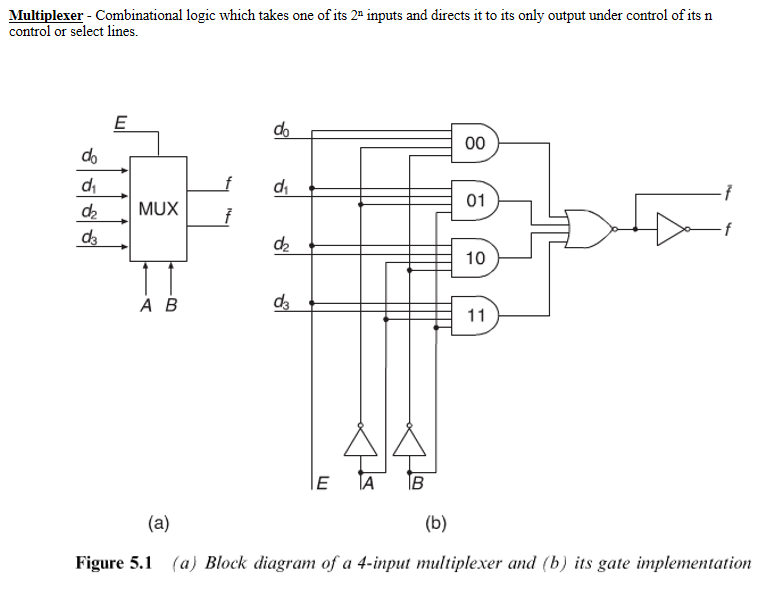 Multiplexer - Combinational logic which takes one of its 2ⁿ inputs and directs it to its only output under control of its n
control or select lines.
E
d₀
d₁
d₂
d₃
MUX
f
f̄
A B
d₀
d₁
d₂
d₃
00
01
10
11
f̄
f
E
A
B
(a)
(b)
Figure 5.1 (a) Block diagram of a 4-input multiplexer and (b) its gate implementation